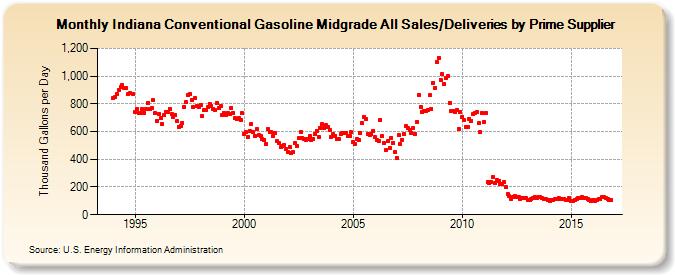 Monthly Indiana Conventional Gasoline Midgrade All Sales/Deliveries by Prime Supplier
Thousand Gallons per Day
1,200
1,000
800
600
400
200
0
1995 2000 2005 2010 2015
Source: U.S. Energy Information Administration